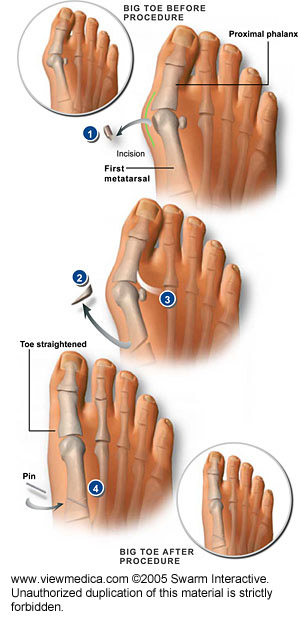 BIG TOE BEFORE
PROCEDURE
Proximal phalanx
1
Incision
First
metatarsal
2
3
Toe straightened
Pin
4
BIG TOE AFTER
PROCEDURE
www.viewmedica.com ©2005 Swarm Interactive.
Unauthorized duplication of this material is strictly
forbidden.